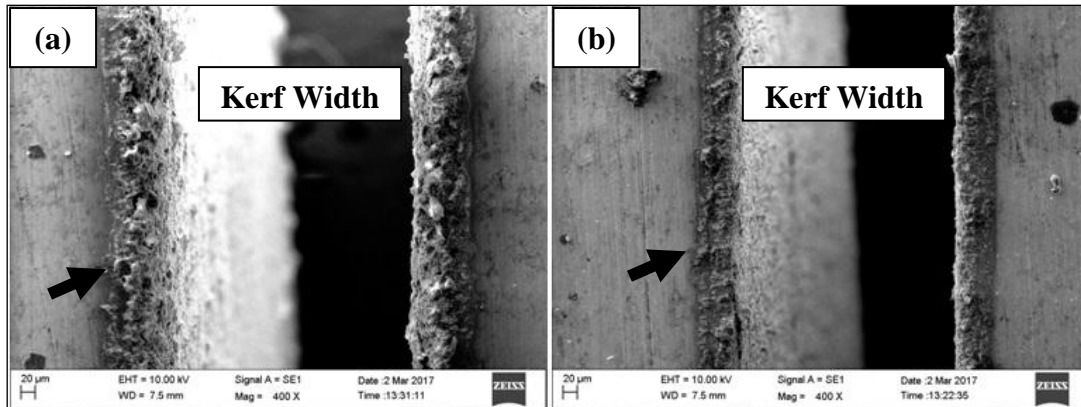 (a)
Kerf Width
20 µm
EHT = 10.00 kV
Signal A = SE1
Date :2 Mar 2017
WD = 7.5 mm
Mag = 400 X
Time :13:31:11
ZEISS
(b)
Kerf Width
20 µm
EHT = 10.00 kV
Signal A = SE1
Date :2 Mar 2017
WD = 7.5 mm
Mag = 400 X
Time :13:22:35
ZEISS